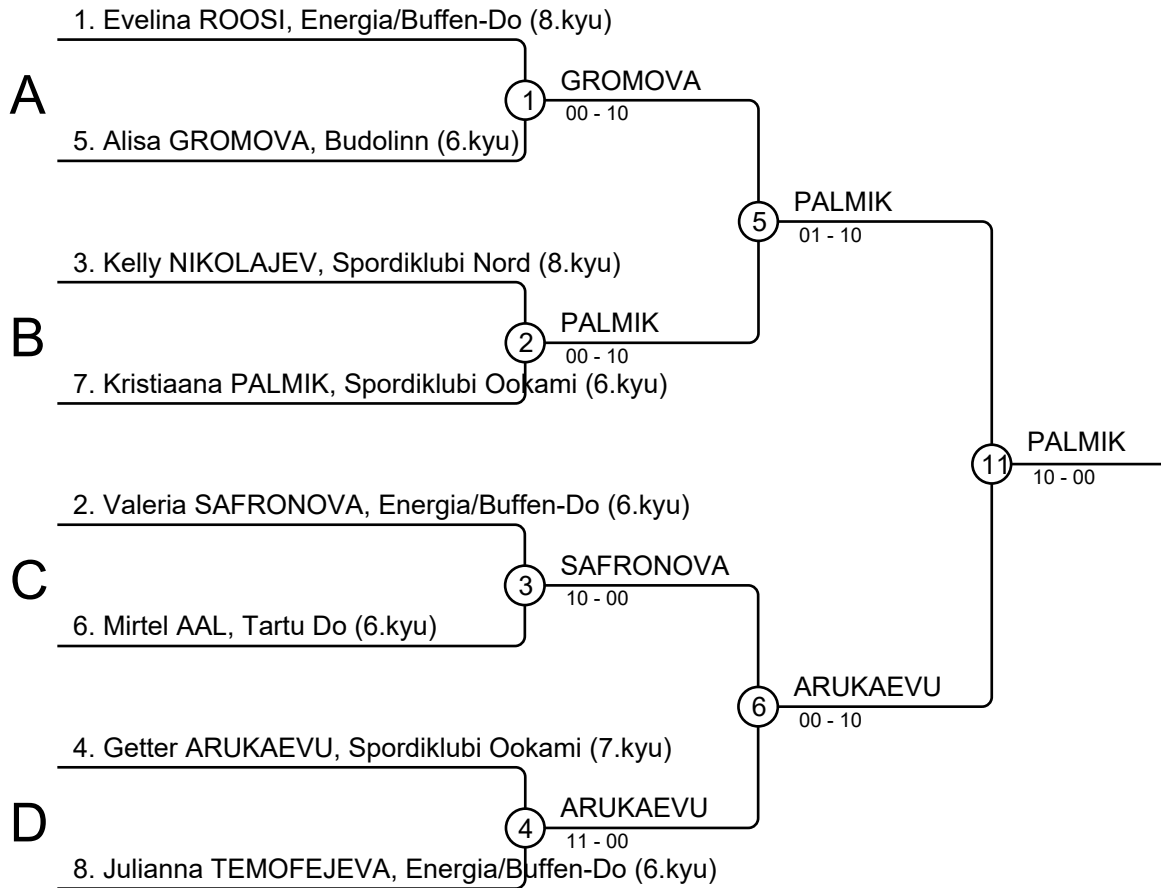 1. Evelina ROOSI, Energia/Buffen-Do (8.kyu)
A
1
GROMOVA
00 - 10
5. Alisa GROMOVA, Budolinn (6.kyu)
5
PALMIK
01 - 10
3. Kelly NIKOLAJEV, Spordiklubi Nord (8.kyu)
B
2
PALMIK
00 - 10
7. Kristiaana PALMIK, Spordiklubi Ookami (6.kyu)
11
PALMIK
10 - 00
2. Valeria SAFRONOVA, Energia/Buffen-Do (6.kyu)
C
3
SAFRONOVA
10 - 00
6. Mirtel AAL, Tartu Do (6.kyu)
6
ARUKAEVU
00 - 10
4. Getter ARUKAEVU, Spordiklubi Ookami (7.kyu)
D
4
ARUKAEVU
11 - 00
8. Julianna TEMOFEJEVA, Energia/Buffen-Do (6.kyu)